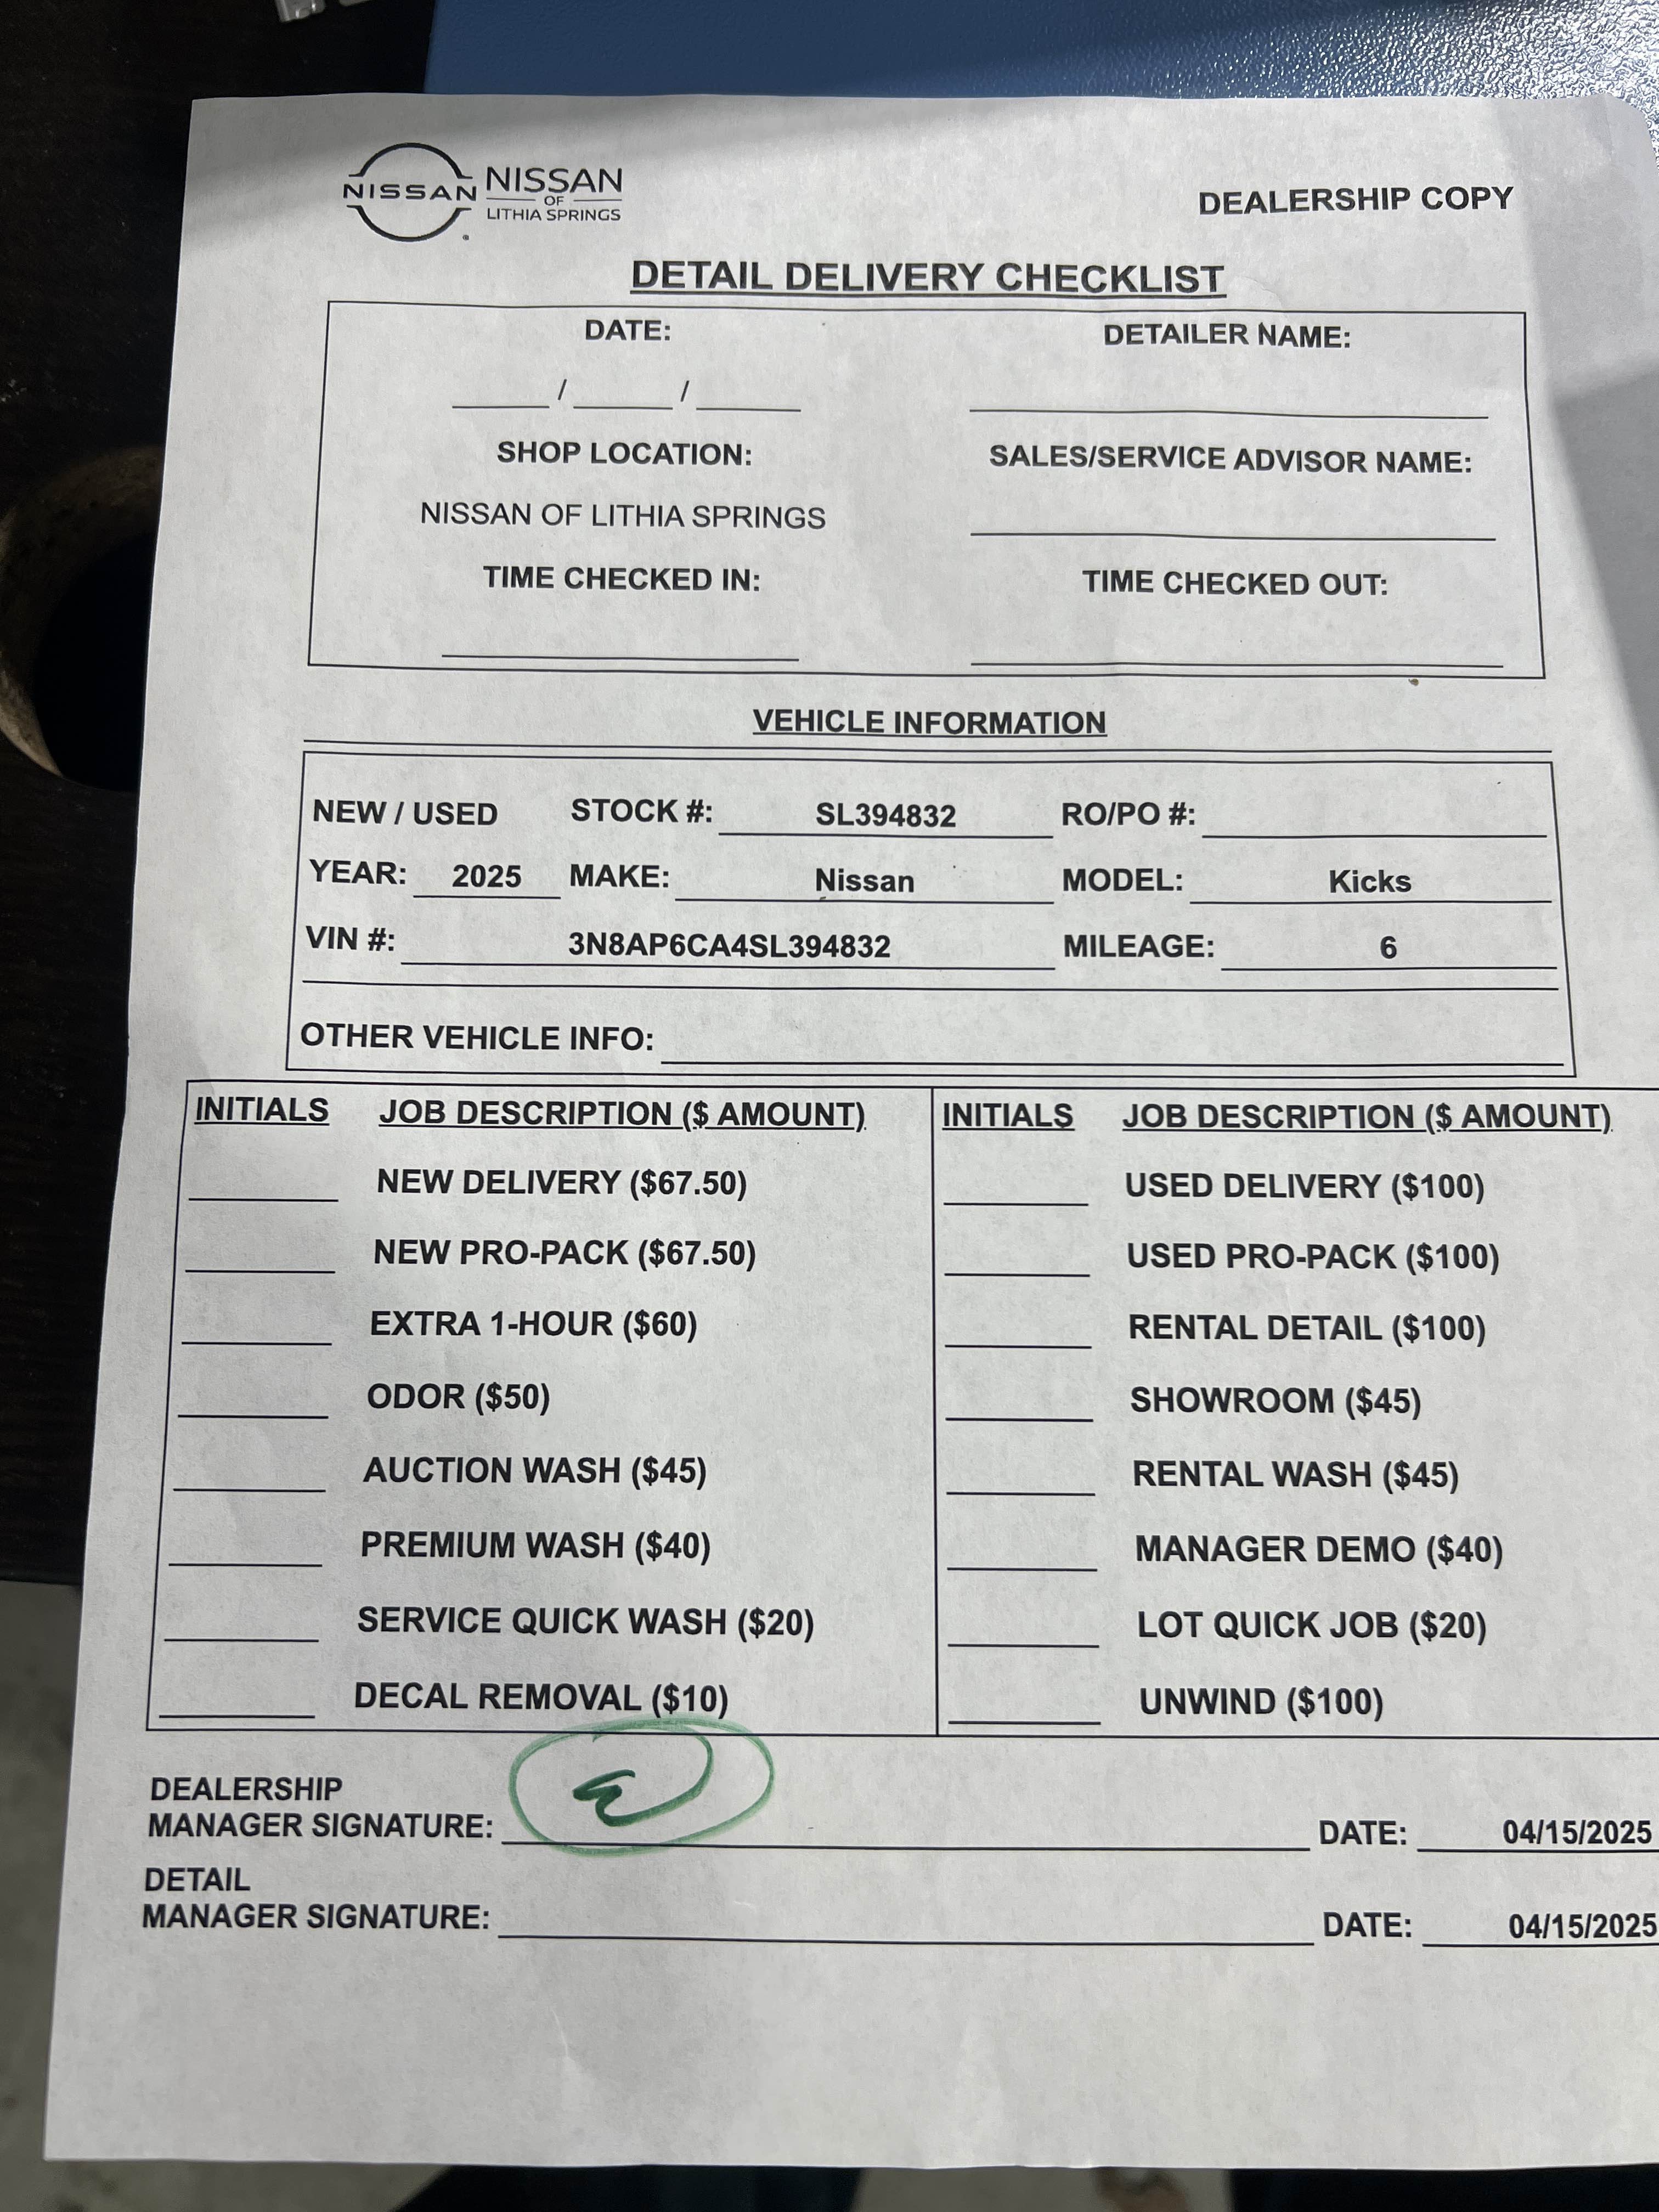 NISSAN NISSAN
OF
LITHIA SPRINGS
DEALERSHIP COPY
DETAIL DELIVERY CHECKLIST
DATE: DETAILER NAME:
____/____/____ ____________
SHOP LOCATION: SALES/SERVICE ADVISOR NAME:
NISSAN OF LITHIA SPRINGS
TIME CHECKED IN: TIME CHECKED OUT:
VEHICLE INFORMATION
NEW / USED STOCK #: SL394832 RO/PO #:
YEAR: 2025 MAKE: Nissan MODEL: Kicks
VIN #: 3N8AP6CA4SL394832 MILEAGE: 6
OTHER VEHICLE INFO:
INITIALS JOB DESCRIPTION ($ AMOUNT) INITIALS JOB DESCRIPTION ($ AMOUNT)
NEW DELIVERY ($67.50) USED DELIVERY ($100)
NEW PRO-PACK ($67.50) USED PRO-PACK ($100)
EXTRA 1-HOUR ($60) RENTAL DETAIL ($100)
ODOR ($50) SHOWROOM ($45)
AUCTION WASH ($45) RENTAL WASH ($45)
PREMIUM WASH ($40) MANAGER DEMO ($40)
SERVICE QUICK WASH ($20) LOT QUICK JOB ($20)
DECAL REMOVAL ($10) UNWIND ($100)
DEALERSHIP
MANAGER SIGNATURE: DATE: 04/15/2025
DETAIL
MANAGER SIGNATURE: DATE: 04/15/2025